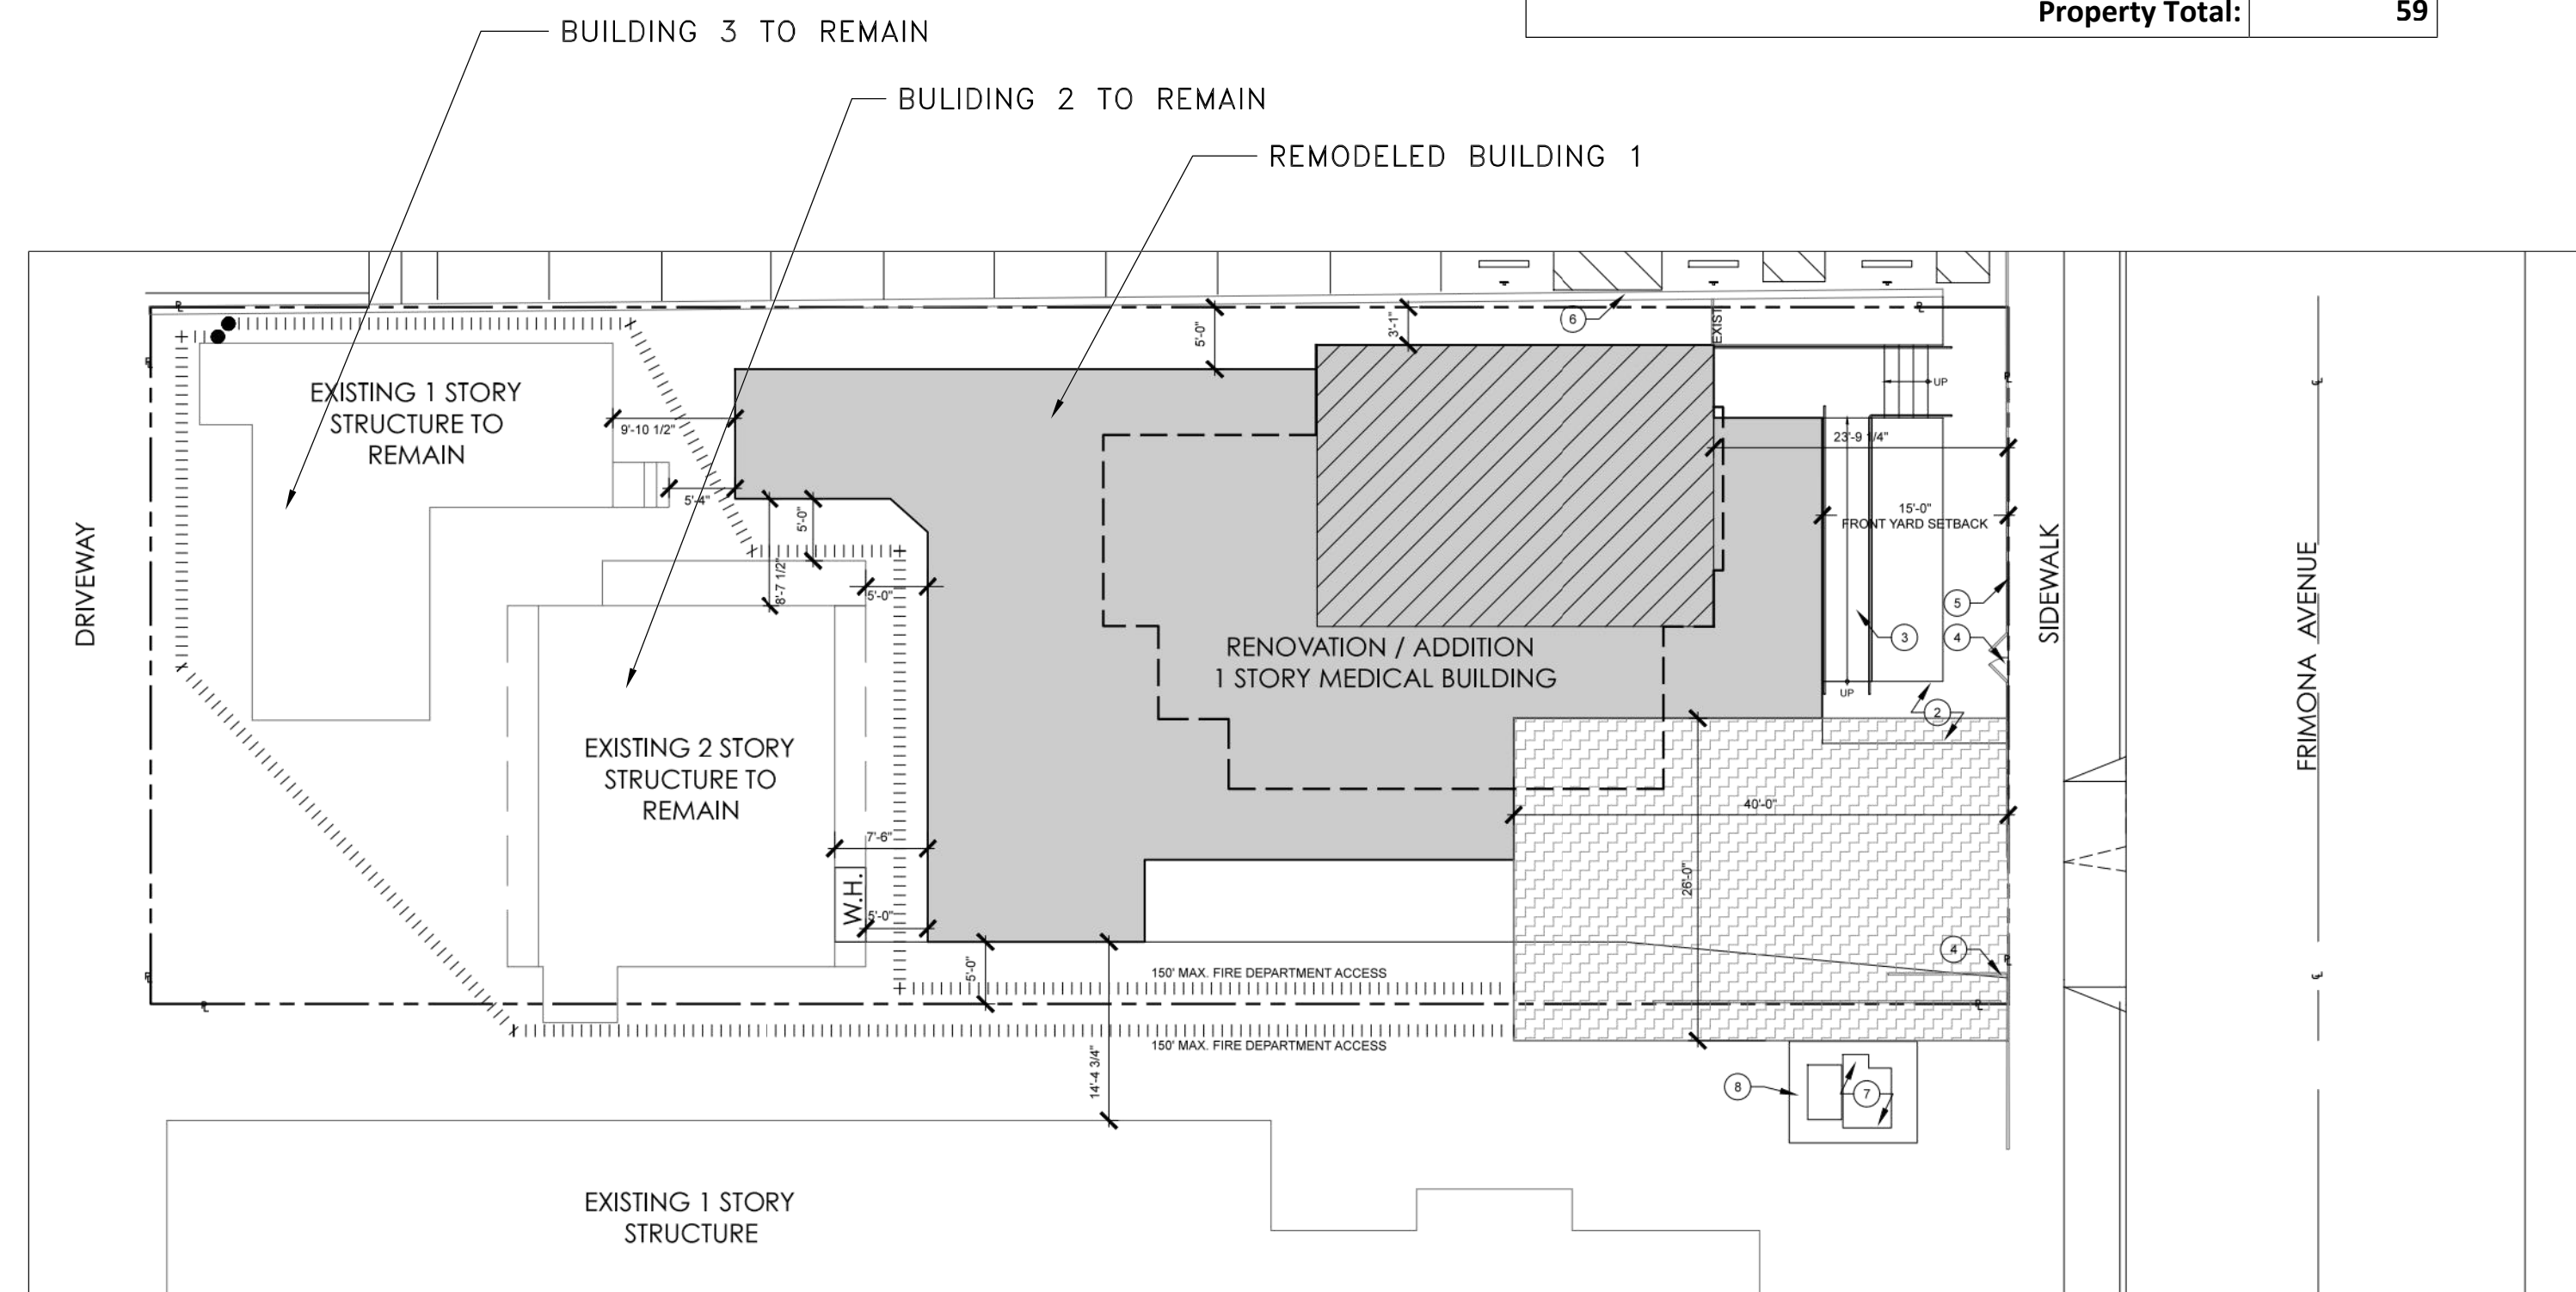 Property Total: 59
BUILDING 3 TO REMAIN
BULIDING 2 TO REMAIN
REMODELED BUILDING 1
5'-0"
3'-1"
6
EXIST
EXISTING 1 STORY
STRUCTURE TO
REMAIN
9'-10 1/2"
5'-4"
UP
23'-9 1/4"
15'-0"
FRONT YARD SETBACK
5'-0"
8'-7 1/2"
5'-0"
DRIVEWAY
SIDEWALK
FRIMONA AVENUE
5
3
4
RENOVATION / ADDITION
1 STORY MEDICAL BUILDING
UP
2
EXISTING 2 STORY
STRUCTURE TO
REMAIN
40'-0"
7'-6"
26'-0"
W.H.
5'-0"
4
5'-0"
150' MAX. FIRE DEPARTMENT ACCESS
150' MAX. FIRE DEPARTMENT ACCESS
14'-4 3/4"
8
7
EXISTING 1 STORY
STRUCTURE